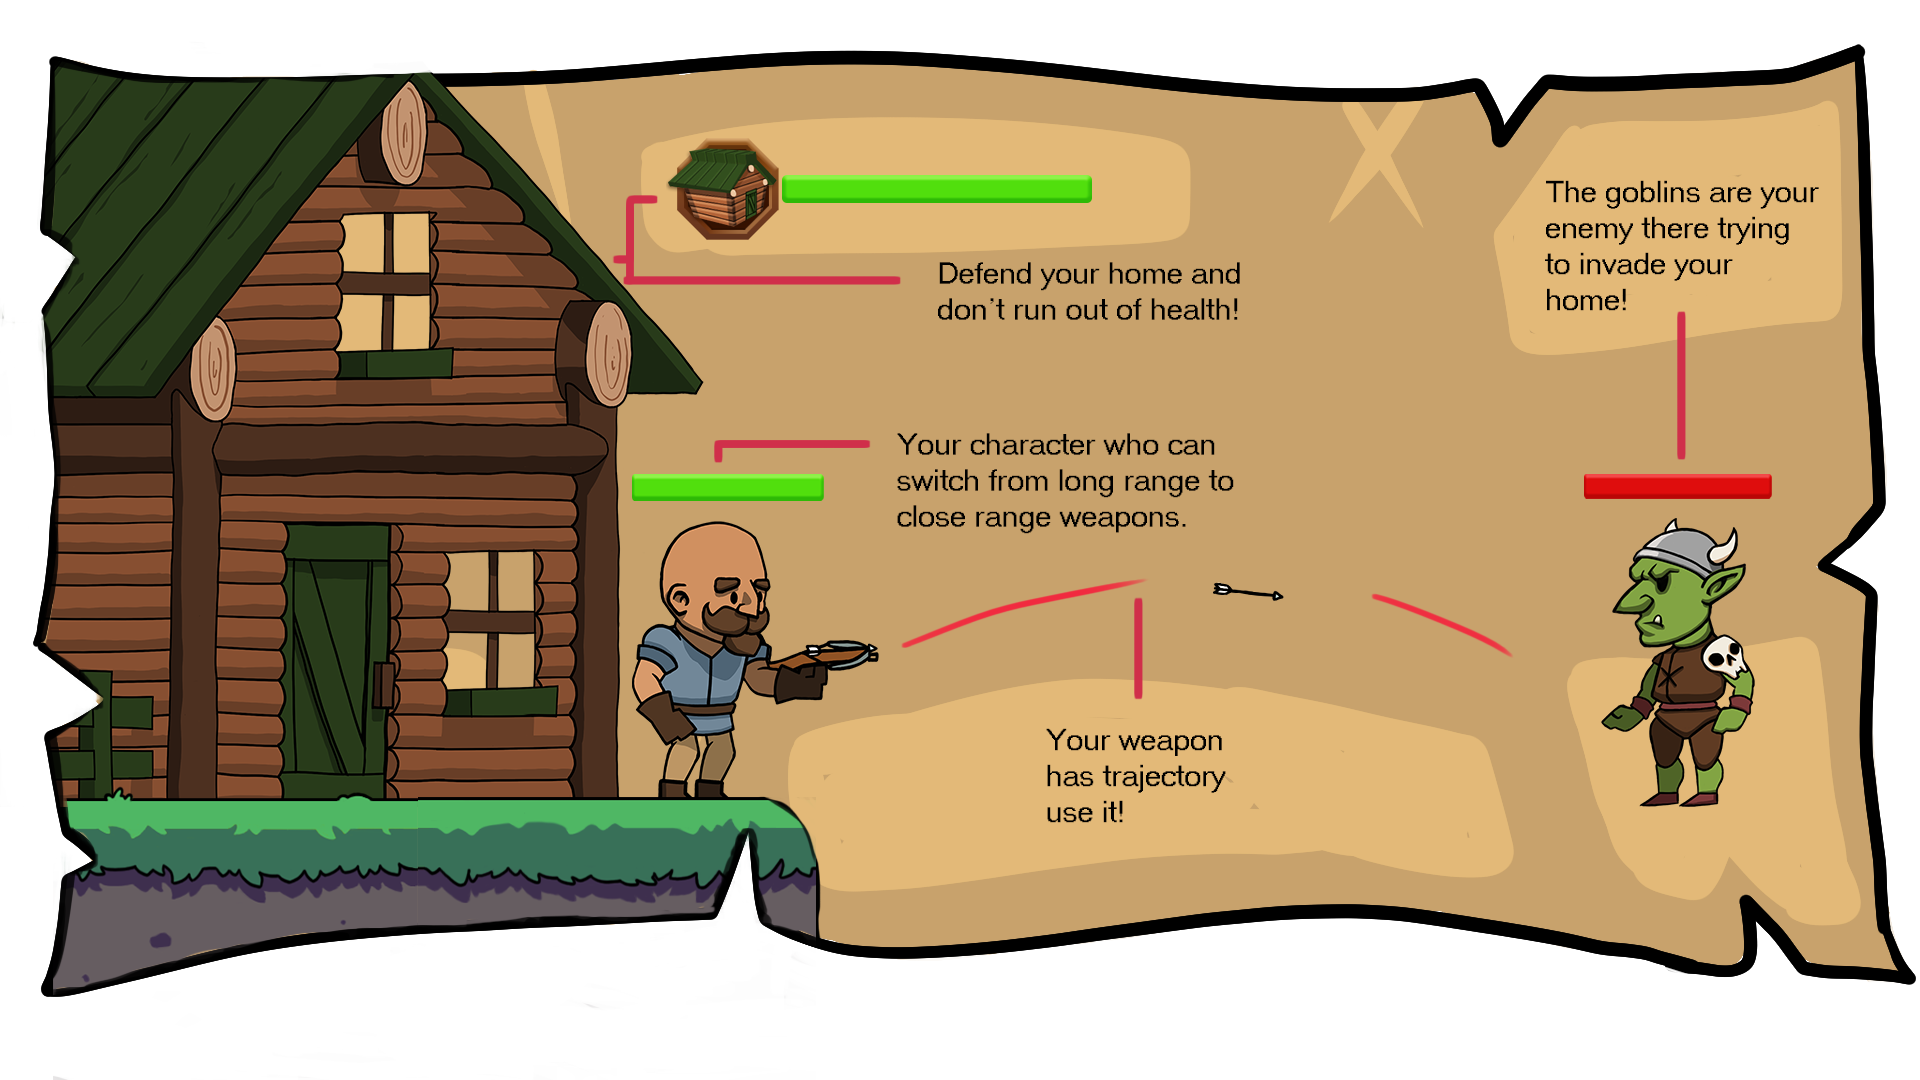 The goblins are your
enemy there trying
to invade your
home!
Defend your home and
don't run out of health!
Your character who can
switch from long range to
close range weapons.
Your weapon
has trajectory
use it!